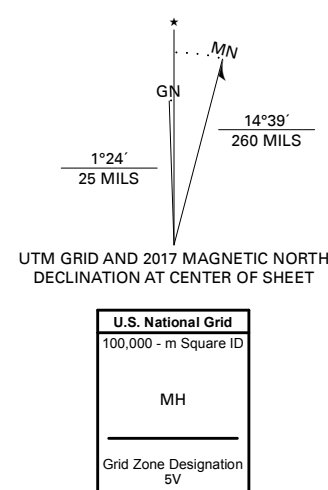 ★
MN
GN
14°39´
260 MILS
1°24´
25 MILS
UTM GRID AND 2017 MAGNETIC NORTH
DECLINATION AT CENTER OF SHEET
U.S. National Grid
100,000 - m Square ID
MH
Grid Zone Designation
5V